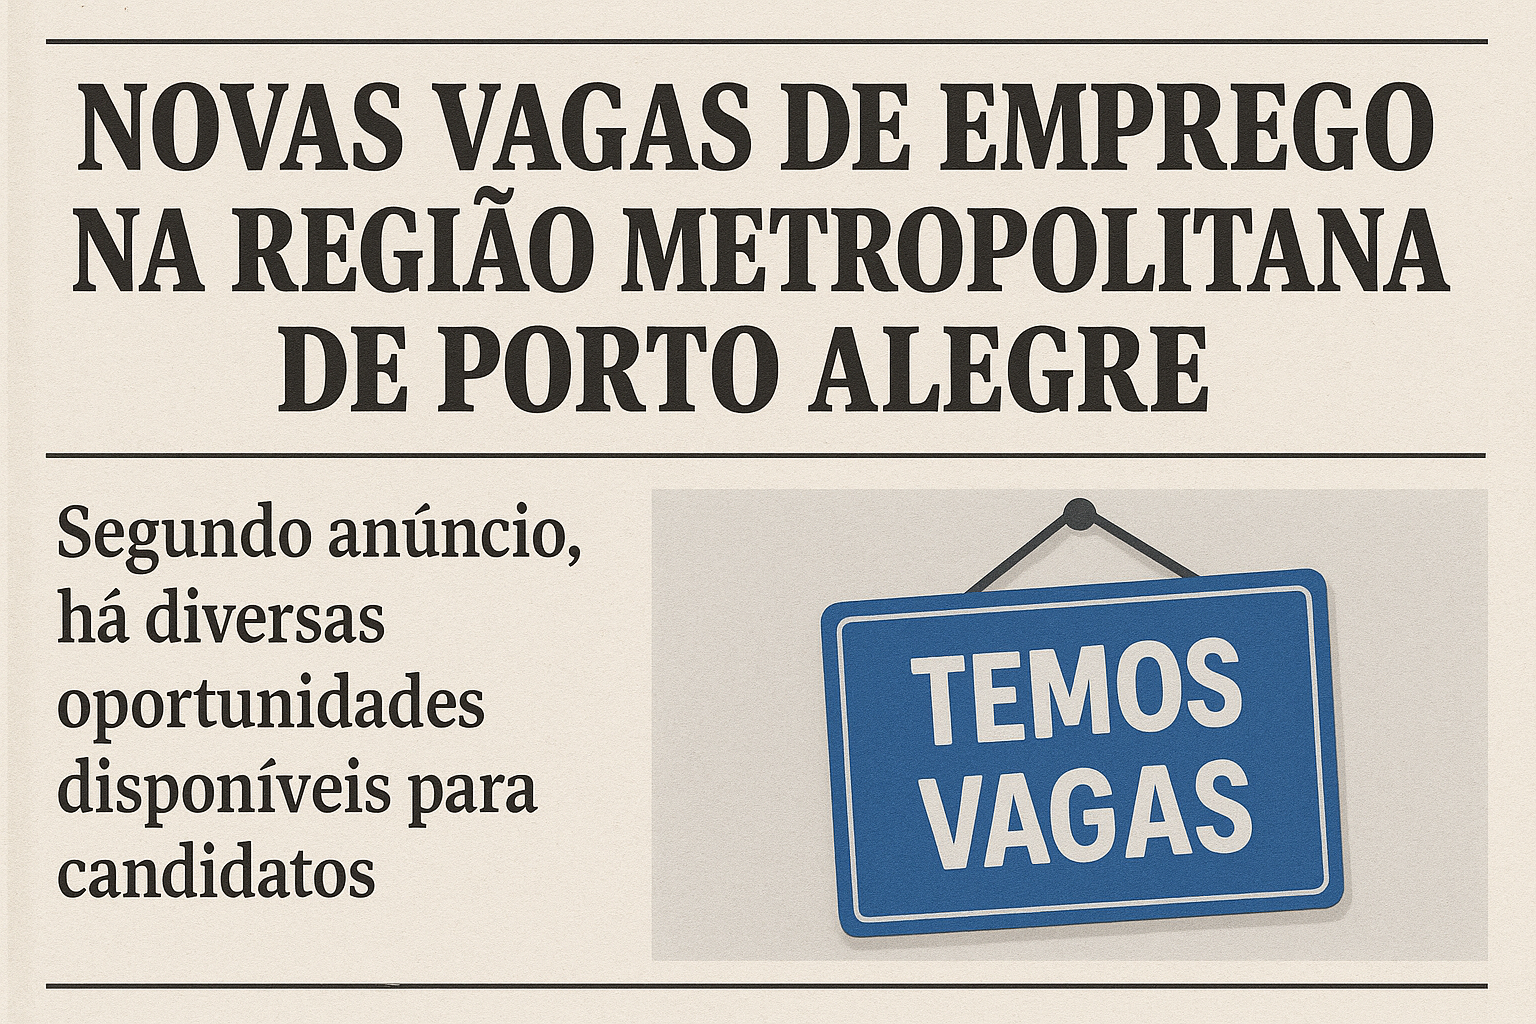 NOVAS VAGAS DE EMPREGO
NA REGIÃO METROPOLITANA
DE PORTO ALEGRE
Segundo anúncio,
há diversas
oportunidades
disponíveis para
candidatos
TEMOS
VAGAS